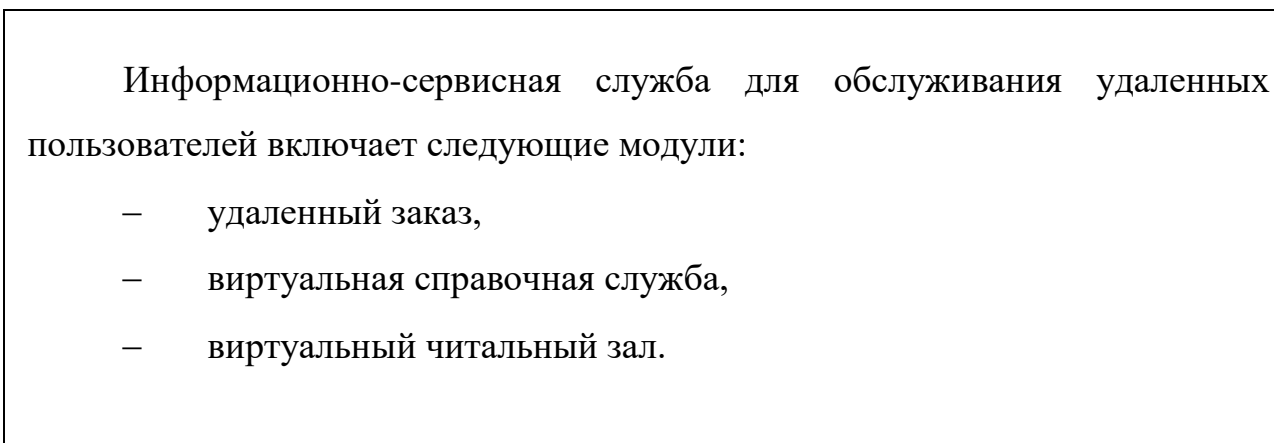 Информационно-сервисная служба для обслуживания удаленных
пользователей включает следующие модули:
– удаленный заказ,
– виртуальная справочная служба,
– виртуальный читальный зал.